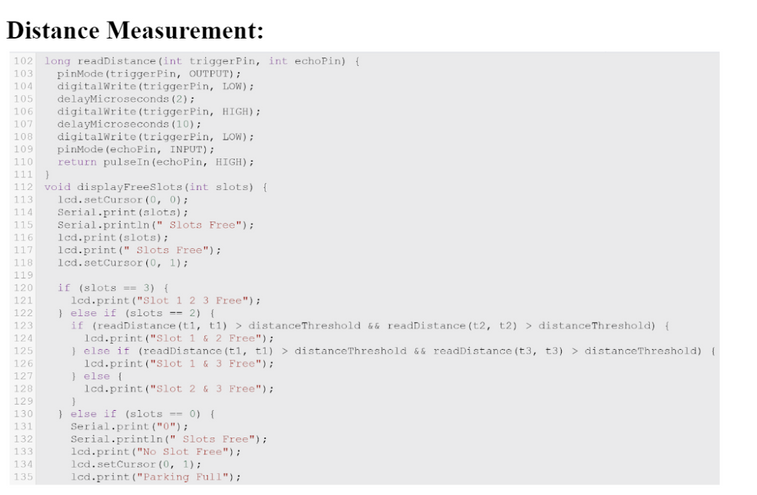 Distance Measurement:
102 long readDistance(int triggerPin, int echoPin) {
103 pinMode(triggerPin, OUTPUT);
104 digitalWrite(triggerPin, LOW);
105 delayMicroseconds(2);
106 digitalWrite(triggerPin, HIGH);
107 delayMicroseconds(10);
108 digitalWrite(triggerPin, LOW);
109 pinMode(echoPin, INPUT);
110 return pulseIn(echoPin, HIGH);
111 }
112 void displayFreeSlots(int slots) {
113 lcd.setCursor(0, 0);
114 Serial.print(slots);
115 Serial.println(" Slots Free");
116 lcd.print(slots);
117 lcd.print(" Slots Free");
118 lcd.setCursor(0, 1);
119
120 if (slots == 3) {
121 lcd.print("Slot 1 2 3 Free");
122 } else if (slots == 2) {
123 if (readDistance(t1, t1) > distanceThreshold && readDistance(t2, t2) > distanceThreshold) {
124 lcd.print("Slot 1 & 2 Free");
125 } else if (readDistance(t1, t1) > distanceThreshold && readDistance(t3, t3) > distanceThreshold) {
126 lcd.print("Slot 1 & 3 Free");
127 } else {
128 lcd.print("Slot 2 & 3 Free");
129 }
130 } else if (slots == 0) {
131 Serial.print("0");
132 Serial.println(" Slots Free");
133 lcd.print("No Slot Free");
134 lcd.setCursor(0, 1);
135 lcd.print("Parking Full");